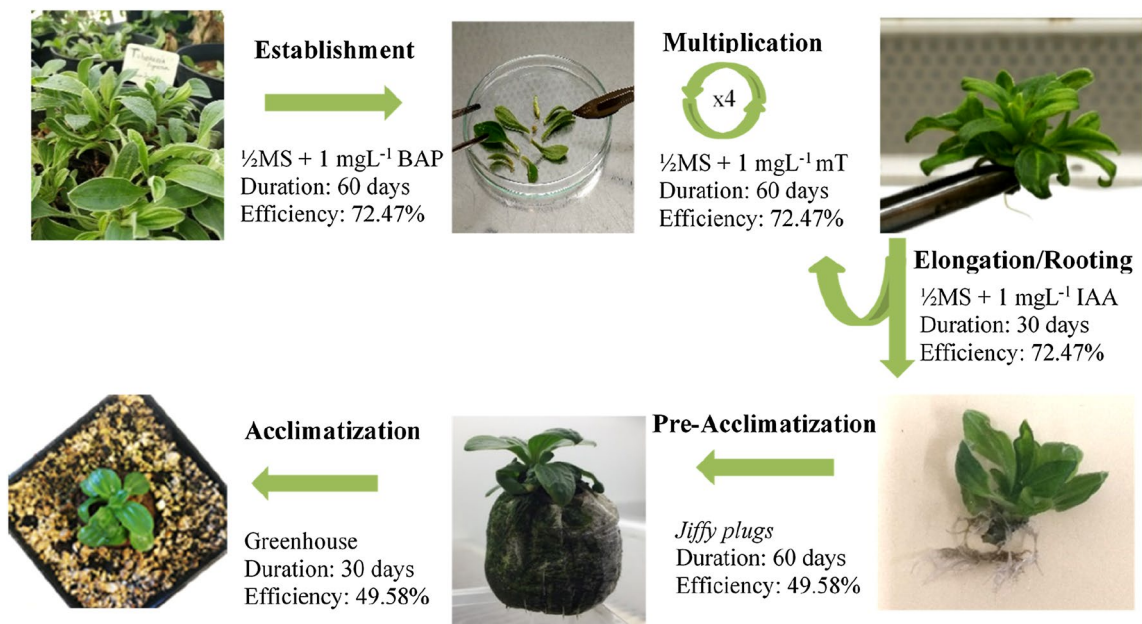 Establishment
½MS + 1 mgL⁻¹ BAP
Duration: 60 days
Efficiency: 72.47%
Multiplication
x4
½MS + 1 mgL⁻¹ mT
Duration: 60 days
Efficiency: 72.47%
Elongation/Rooting
½MS + 1 mgL⁻¹ IAA
Duration: 30 days
Efficiency: 72.47%
Pre-Acclimatization
Jiffy plugs
Duration: 60 days
Efficiency: 49.58%
Acclimatization
Greenhouse
Duration: 30 days
Efficiency: 49.58%